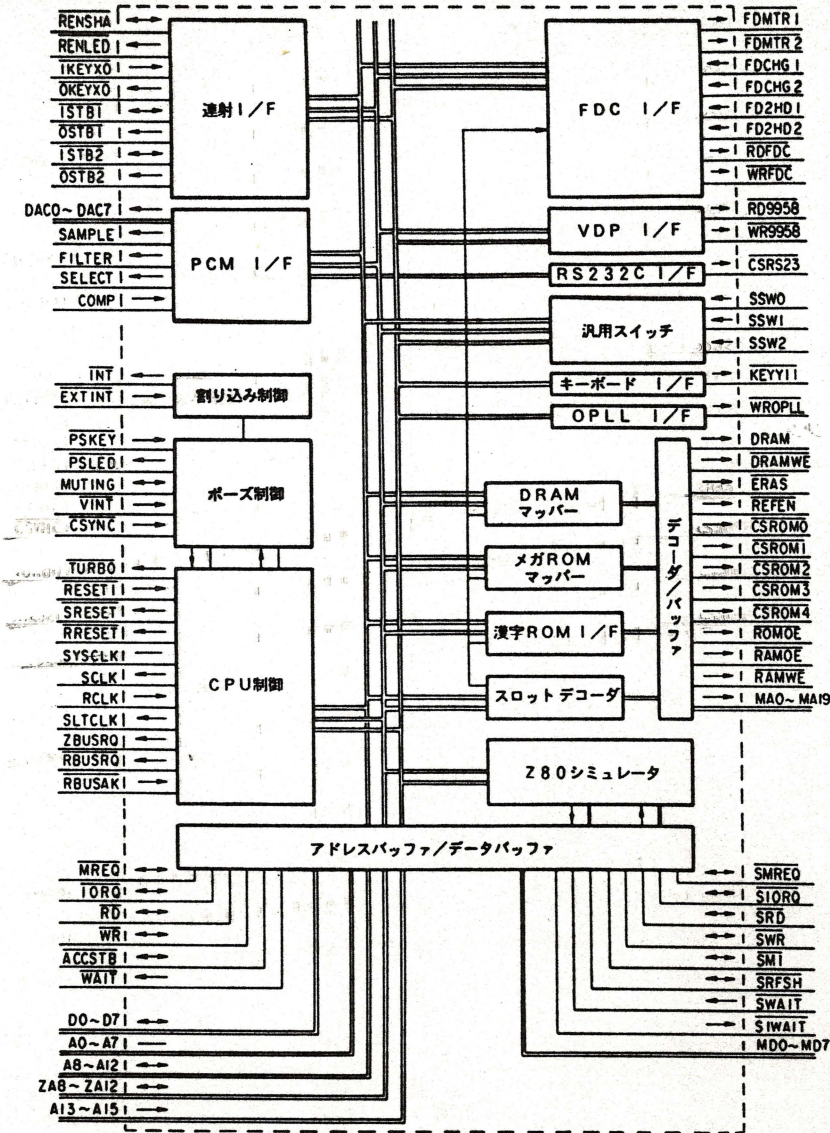 RENSHA
RENLED
IKEYX0
OKEYX0
ISTB1
OSTB1
ISTB2
OSTB2
連射I/F
DAC0~DAC7
SAMPLE
FILTER
SELECT
COMP
PCM I/F
INT
EXTINT
割り込み制御
PSKEY
PSLED
MUTING
VINT
CSYNC
ポーズ制御
TURBO
RESETI
SRESET
RRESET
SYSCLK
SCLK
RCLK
SLTCLK
ZBUSRQ
RBUSRQ
RBUSAK
CPU制御
FDC I/F
FDMTR1
FDMTR2
FDCHG1
FDCHG2
FD2HD1
FD2HD2
RDFDC
WRFDC
VDP I/F
RD9958
WR9958
RS232C I/F
CSRS23
汎用スイッチ
SSW0
SSW1
SSW2
キーボード I/F
KEYY11
OPLL I/F
WROPLL
DRAM
マッパー
メガROM
マッパー
漢字ROM I/F
スロットデコーダ
デコーダ/バッファ
DRAM
DRAMWE
ERAS
REFEN
CSROM0
CSROM1
CSROM2
CSROM3
CSROM4
ROMOE
RAMOE
RAMWE
MA0~MA19
Z80シミュレータ
アドレスバッファ/データバッファ
MREQ
IORQ
RD
WR
ACCSTB
WAIT
D0~D7
A0~A7
A8~A12
ZA8~ZA12
A13~A15
SMREQ
SIORQ
SRD
SWR
SM1
SRFSH
SWAIT
SIWAIT
MD0~MD7